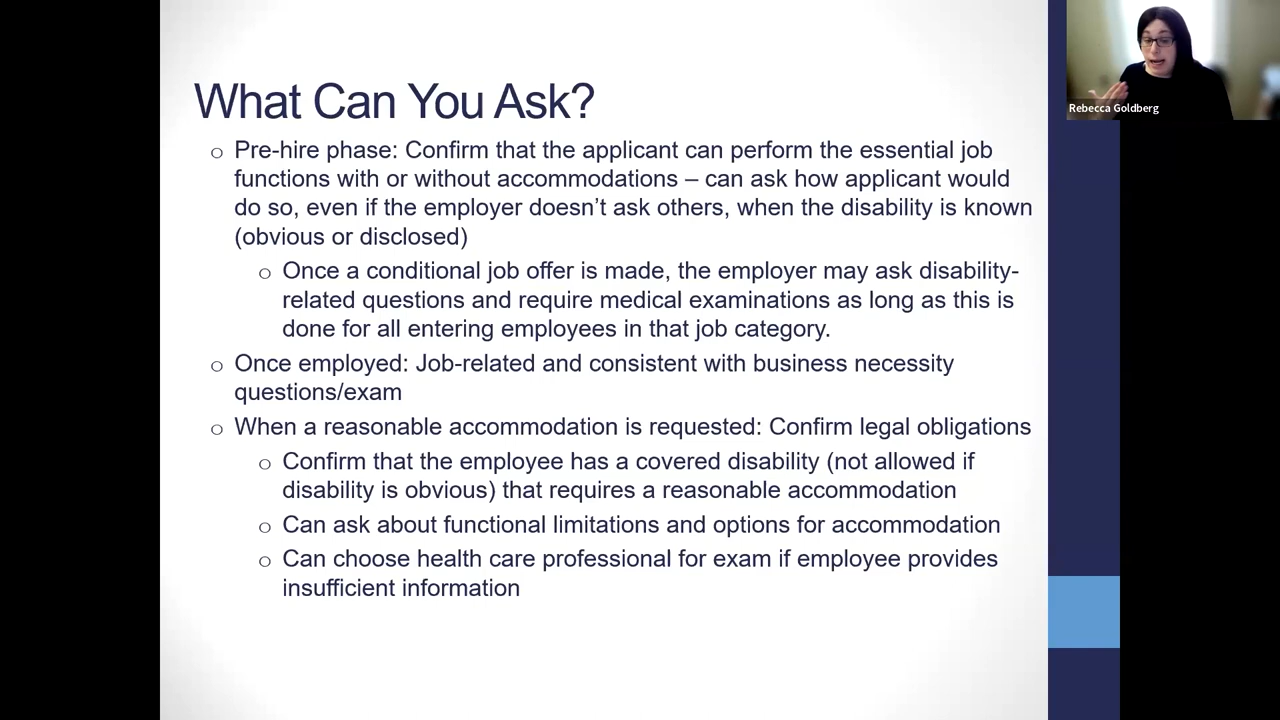 What Can You Ask?
Rebecca Goldberg
o Pre-hire phase: Confirm that the applicant can perform the essential job
functions with or without accommodations – can ask how applicant would
do so, even if the employer doesn’t ask others, when the disability is known
(obvious or disclosed)
o Once a conditional job offer is made, the employer may ask disability-
related questions and require medical examinations as long as this is
done for all entering employees in that job category.
o Once employed: Job-related and consistent with business necessity
questions/exam
o When a reasonable accommodation is requested: Confirm legal obligations
o Confirm that the employee has a covered disability (not allowed if
disability is obvious) that requires a reasonable accommodation
o Can ask about functional limitations and options for accommodation
o Can choose health care professional for exam if employee provides
insufficient information